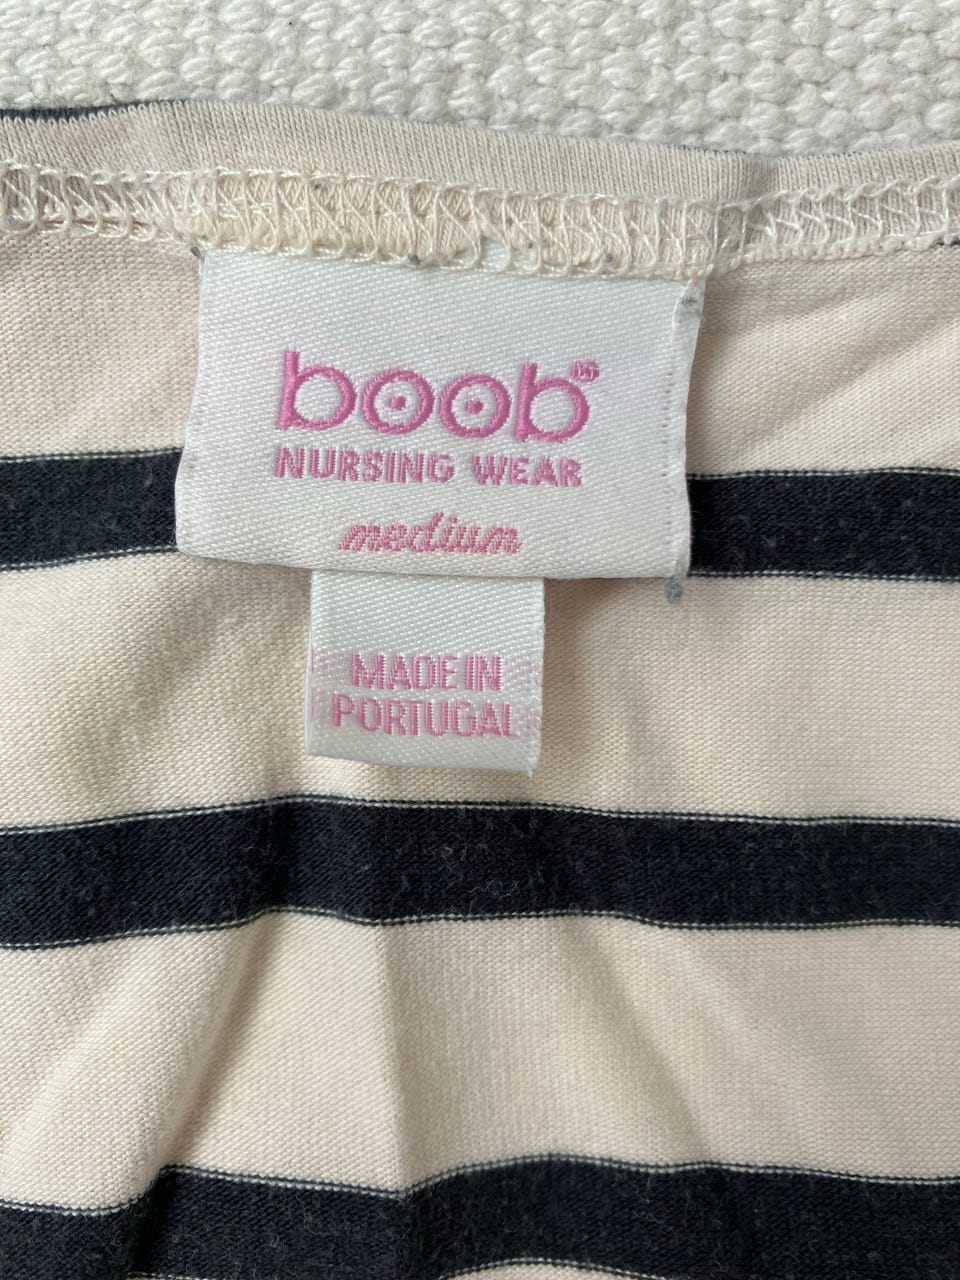 boob
NURSING WEAR
medium
MADE IN
PORTUGAL